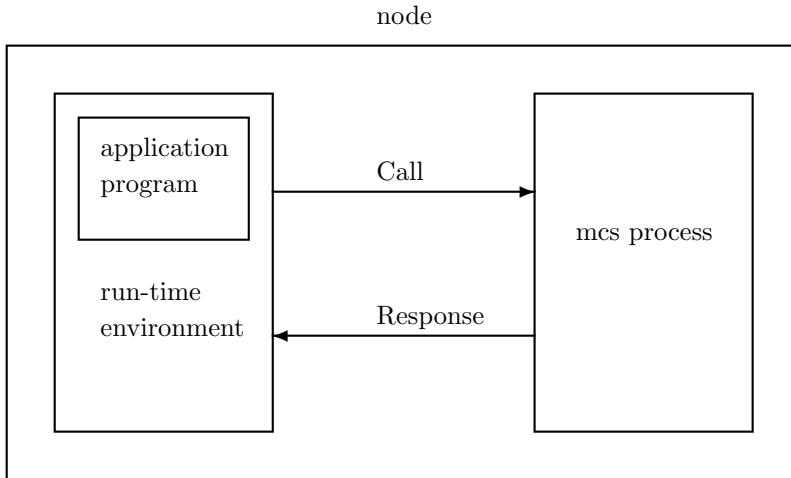 node
application
program
Call
mcs process
run-time
environment
Response